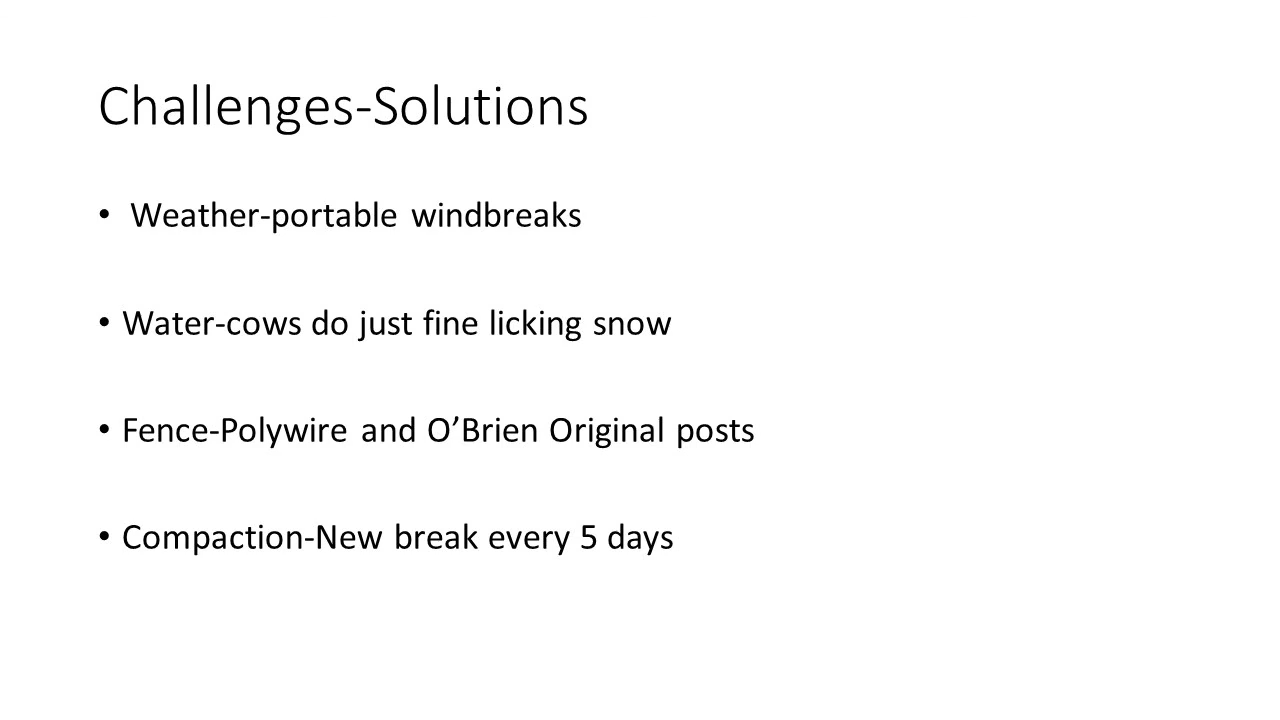 Challenges-Solutions
• Weather-portable windbreaks
• Water-cows do just fine licking snow
• Fence-Polywire and O’Brien Original posts
• Compaction-New break every 5 days